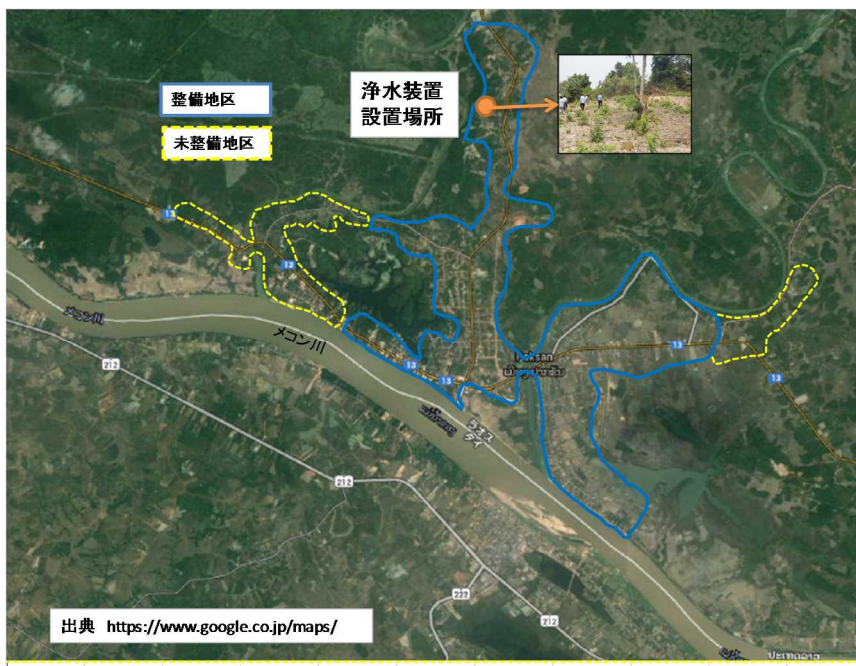 整備地区
未整備地区
浄水装置
設置場所
13
13
メコン川
メコン川
212
13
13
Paksan
13
13
ラオス
タイ
212
222
212
出典 https://www.google.co.jp/maps/